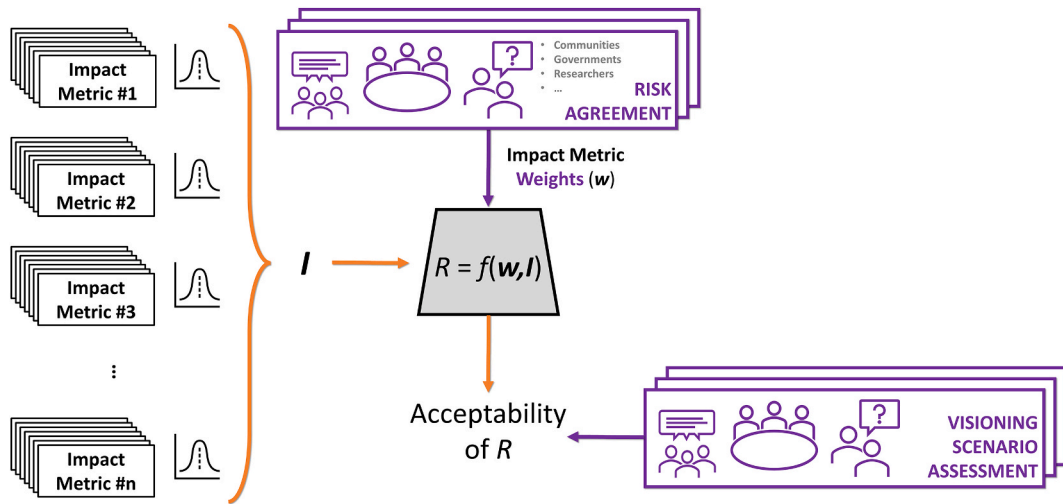 Impact
Metric #1
Impact
Metric #2
Impact
Metric #3
...
Impact
Metric #n
I
• Communities
• Governments
• Researchers
• ...
?
RISK
AGREEMENT
Impact Metric
Weights (w)
R = f(w,I)
Acceptability
of R
?
VISIONING
SCENARIO
ASSESSMENT